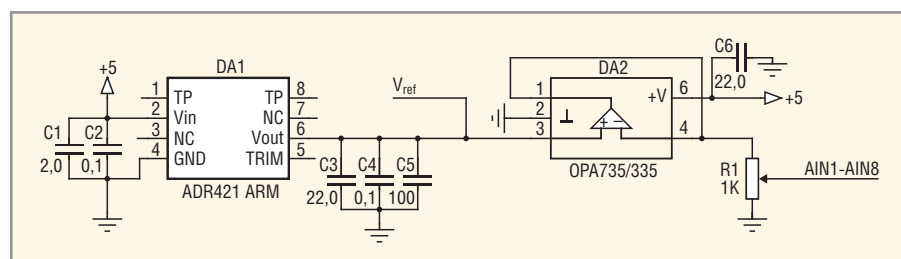 +5
C1
2,0
C2
0,1
DA1
1
2
3
4
TP
Vin
NC
GND
TP
NC
Vout
TRIM
8
7
6
5
ADR421 ARM
C3
22,0
C4
0,1
C5
100
Vref
DA2
1
2
3
+V
6
4
+ −
OPA735/335
C6
22,0
+5
R1
1K
AIN1-AIN8